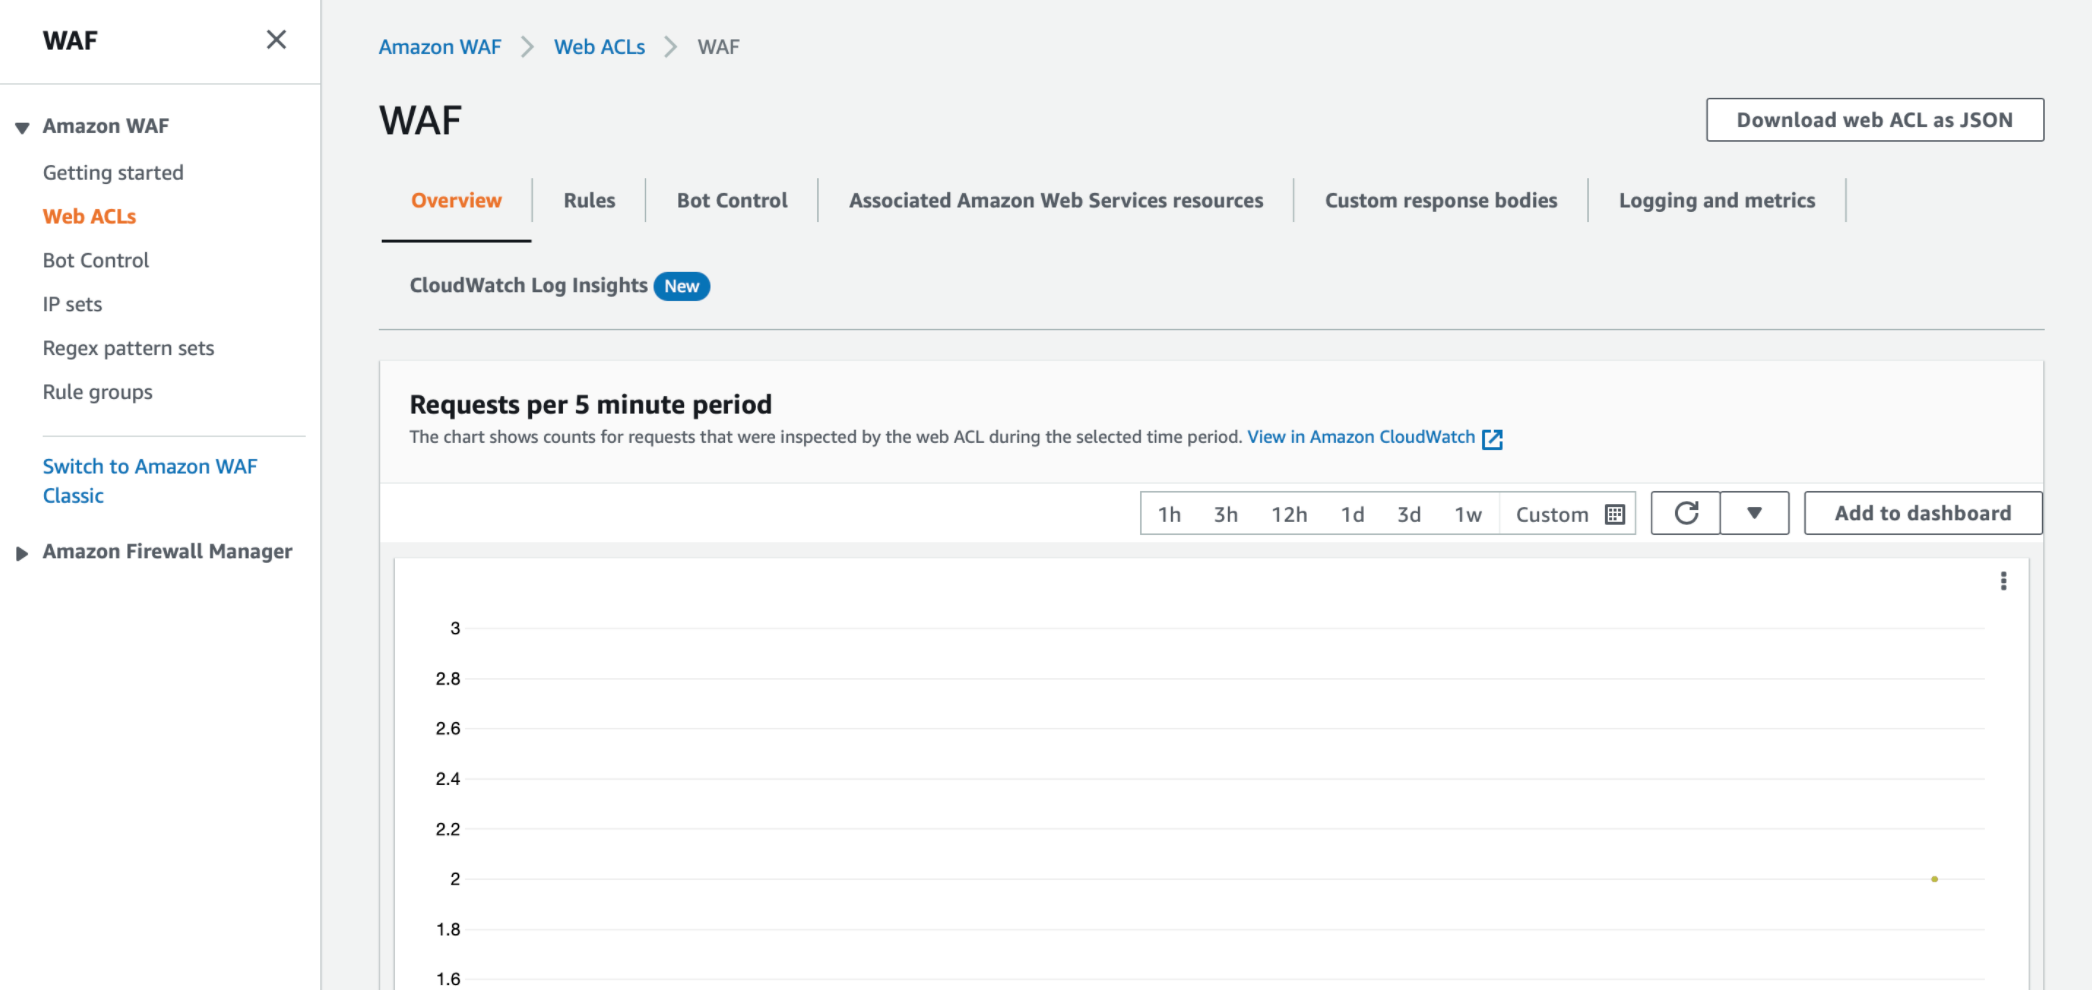 WAF
Amazon WAF
Getting started
Web ACLs
Bot Control
IP sets
Regex pattern sets
Rule groups
Switch to Amazon WAF
Classic
Amazon Firewall Manager
Amazon WAF Web ACLs WAF
WAF
Download web ACL as JSON
Overview Rules Bot Control Associated Amazon Web Services resources Custom response bodies Logging and metrics
CloudWatch Log Insights New
Requests per 5 minute period
The chart shows counts for requests that were inspected by the web ACL during the selected time period. View in Amazon CloudWatch
1h 3h 12h 1d 3d 1w Custom Add to dashboard
3
2.8
2.6
2.4
2.2
2
1.8
1.6